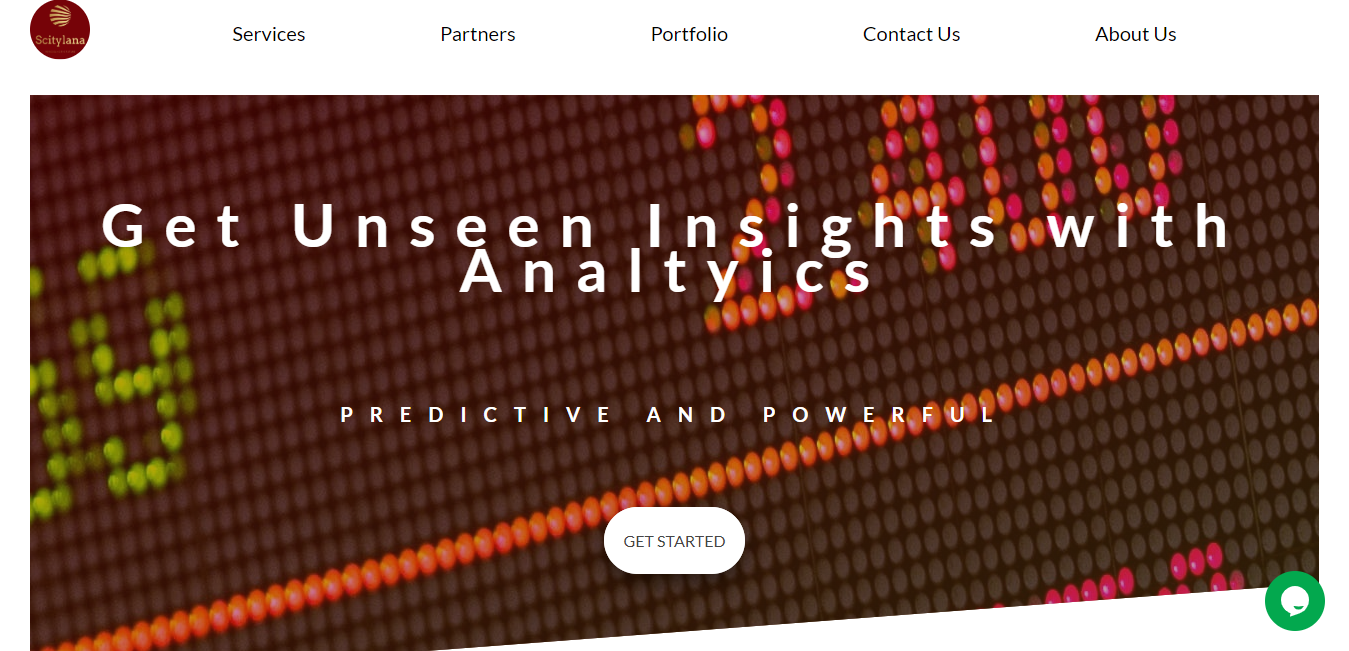 Scitylana
Services
Partners
Portfolio
Contact Us
About Us
Get Unseen Insights with
Analtyics
PREDICTIVE AND POWERFUL
GET STARTED